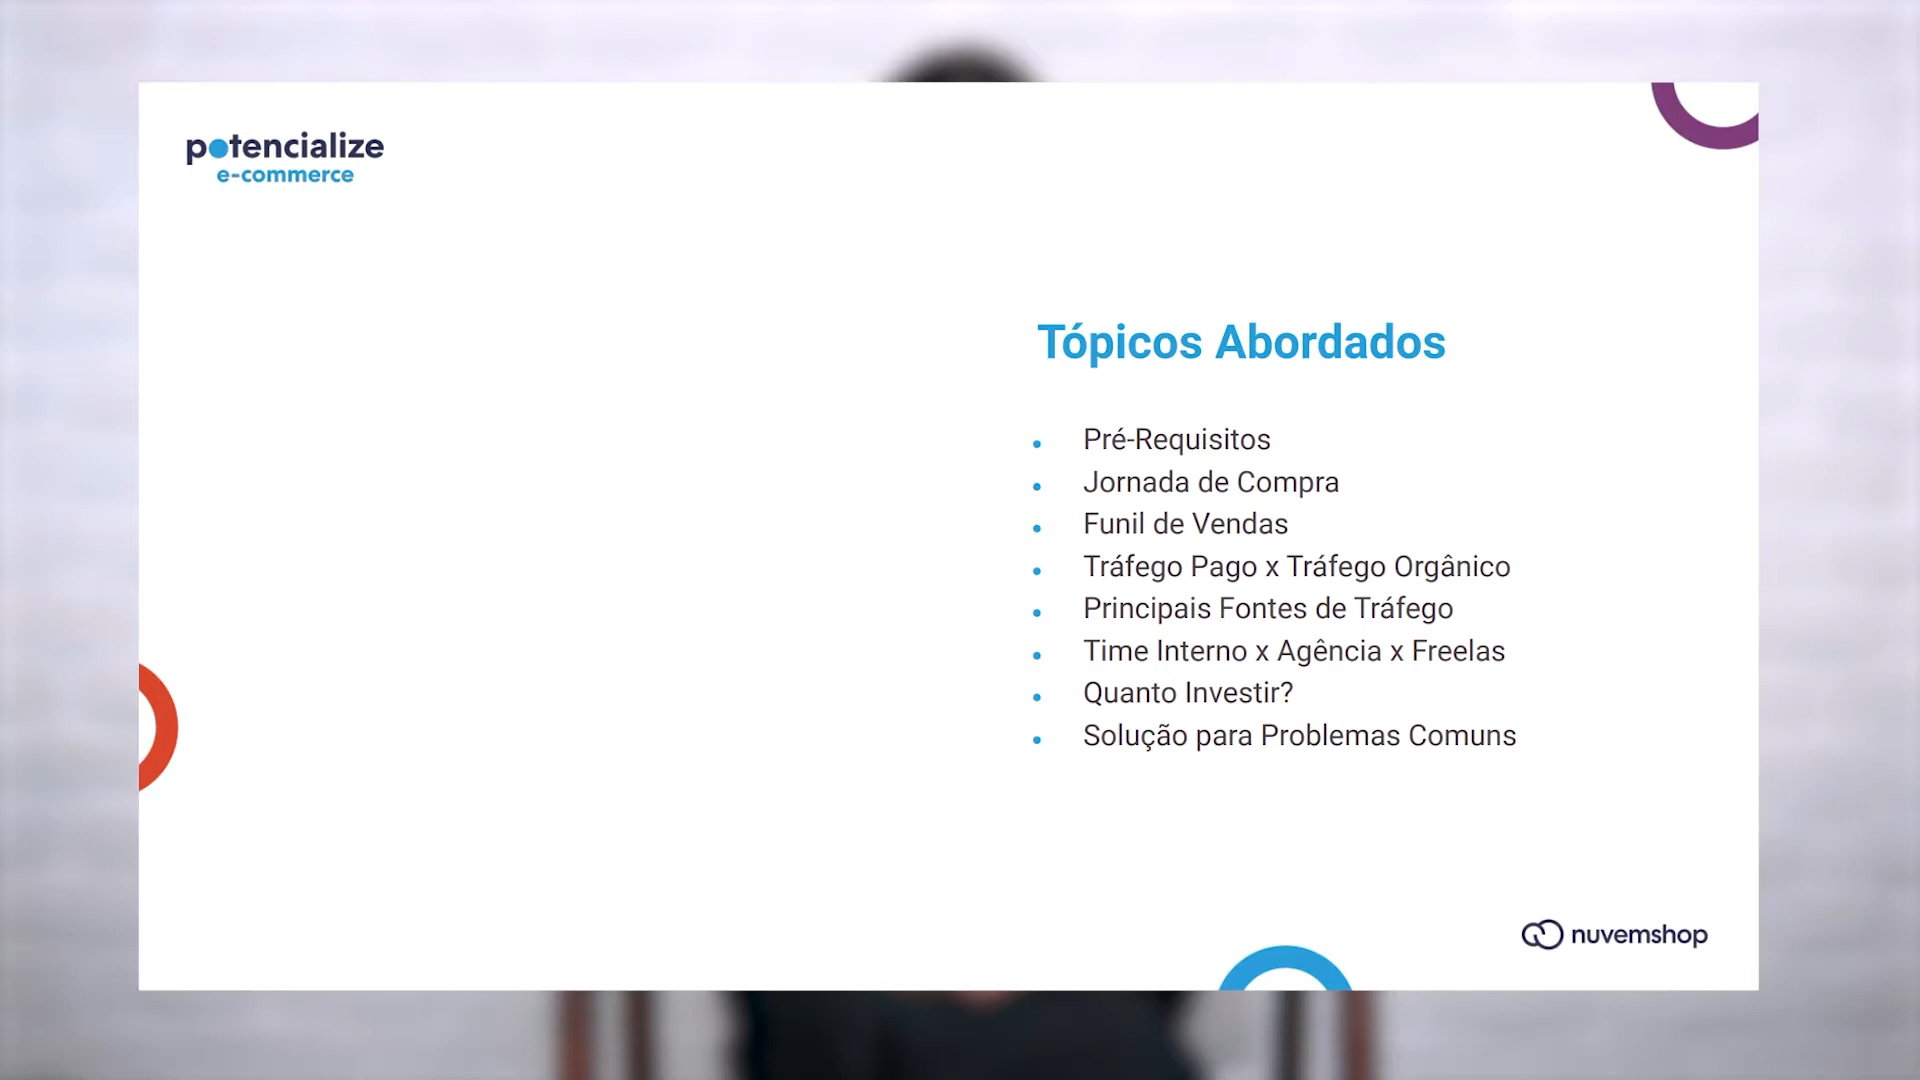 potencialize
e-commerce
Tópicos Abordados
Pré-Requisitos
Jornada de Compra
Funil de Vendas
Tráfego Pago x Tráfego Orgânico
Principais Fontes de Tráfego
Time Interno x Agência x Freelas
Quanto Investir?
Solução para Problemas Comuns
nuvemshop